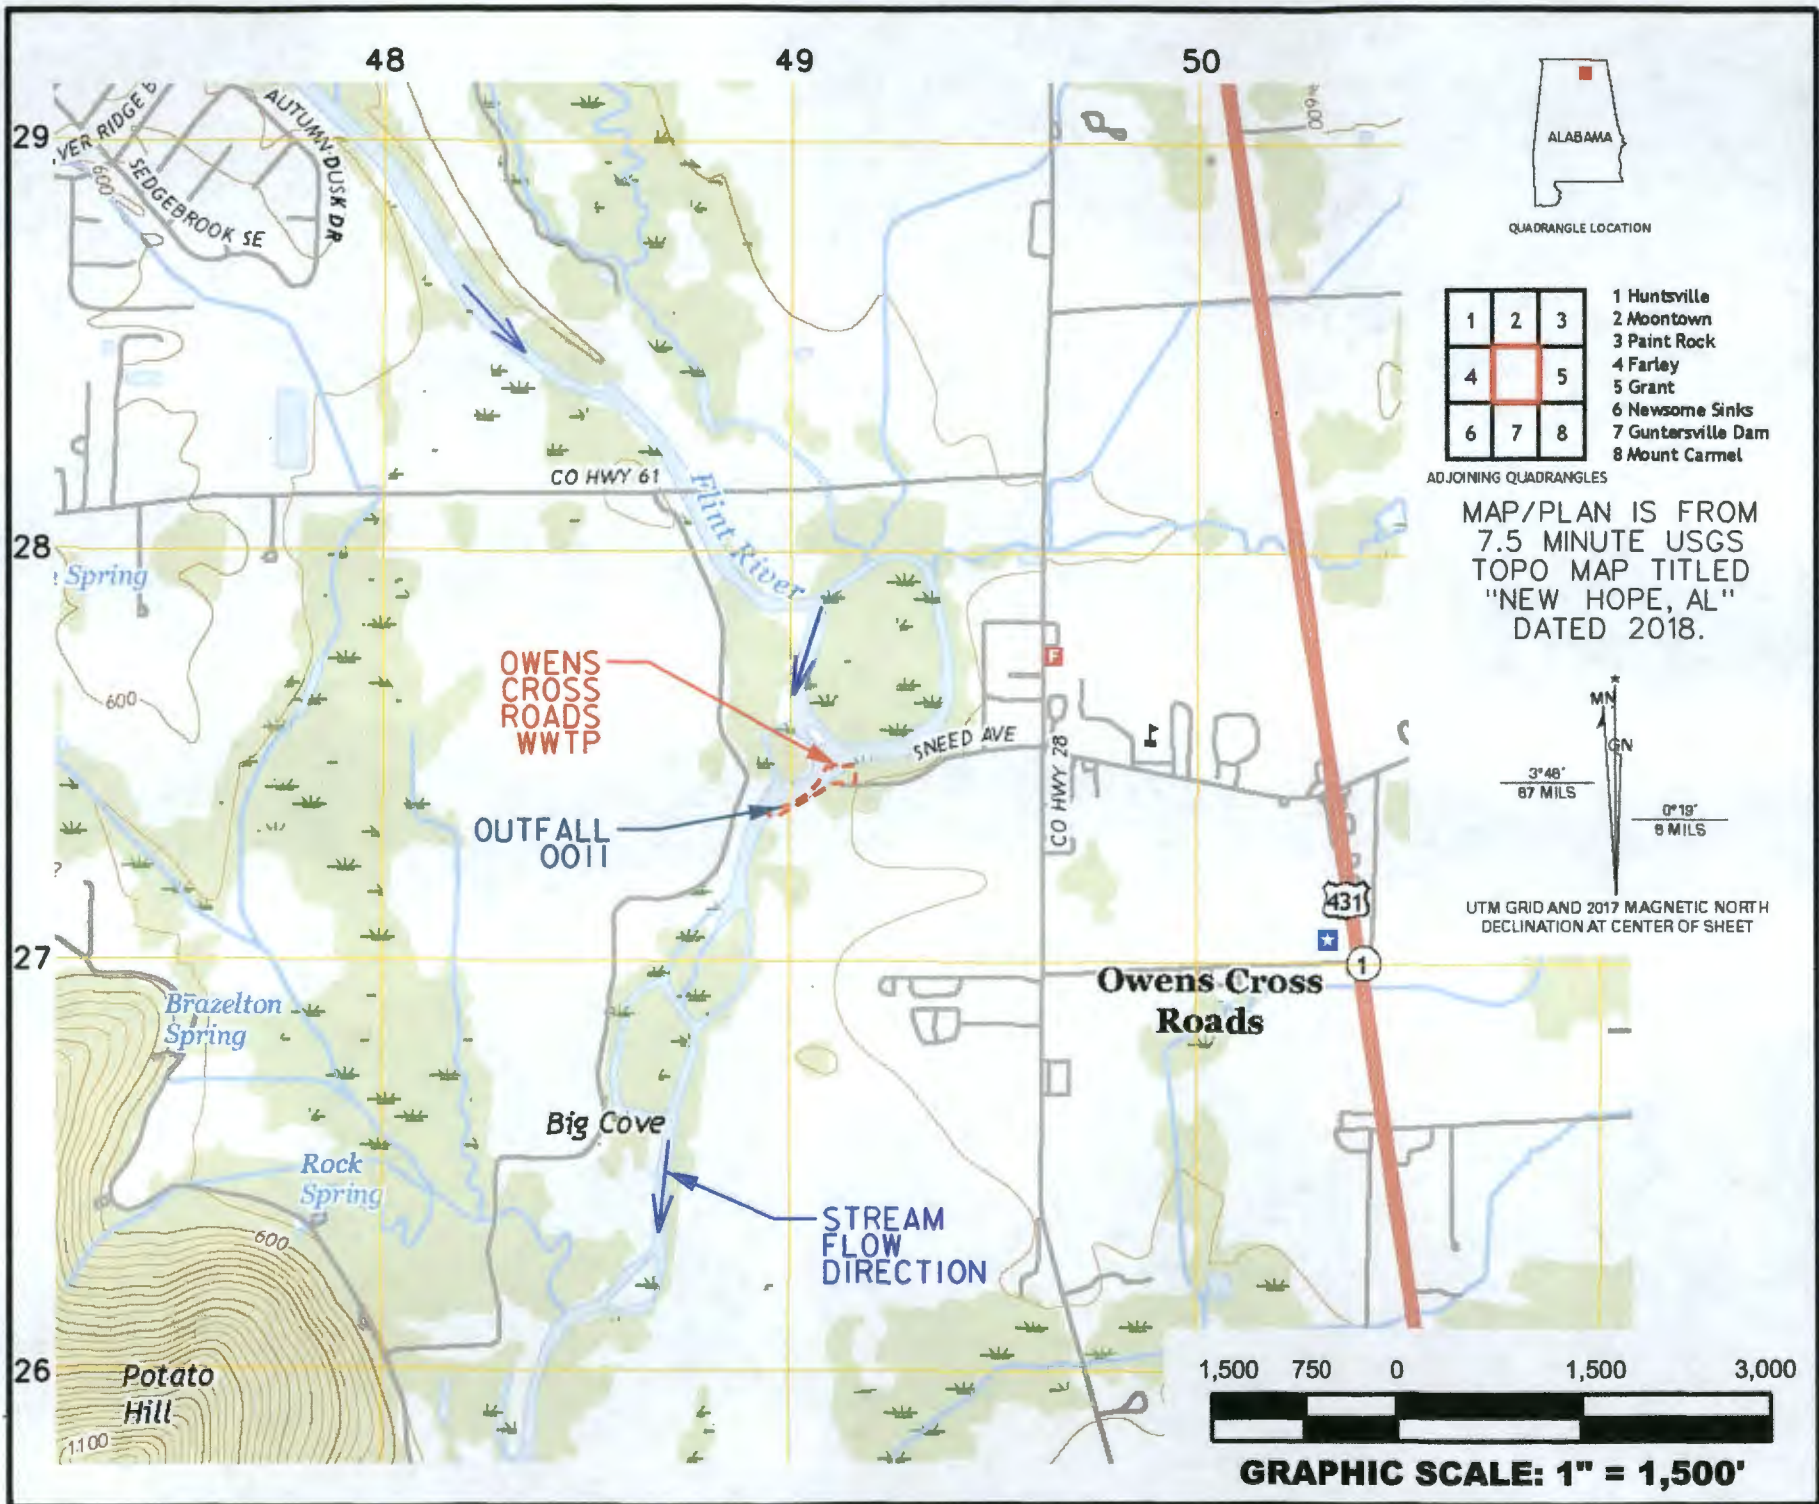 48
49
50
29
VER RIDGE B
AUTUMN DUSK DR
SEDGEBROOK SE
600
600
ALABAMA
QUADRANGLE LOCATION
1 2 3
4 5
6 7 8
1 Huntsville
2 Moontown
3 Paint Rock
4 Farley
5 Grant
6 Newsome Sinks
7 Guntersville Dam
8 Mount Carmel
ADJOINING QUADRANGLES
CO HWY 61
Flint River
MAP/PLAN IS FROM
7.5 MINUTE USGS
TOPO MAP TITLED
"NEW HOPE, AL"
DATED 2018.
28
Spring
600
OWENS
CROSS
ROADS
WWTP
F
SNEED AVE
CO HWY 28
OUTFALL
0011
MN
GN
3°46'
67 MILS
0°19'
6 MILS
UTM GRID AND 2017 MAGNETIC NORTH
DECLINATION AT CENTER OF SHEET
431
1
27
Owens Cross
Roads
Brazelton
Spring
Big Cove
Rock
Spring
600
STREAM
FLOW
DIRECTION
26
Potato
Hill
1100
1,500 750 0 1,500 3,000
GRAPHIC SCALE: 1" = 1,500'